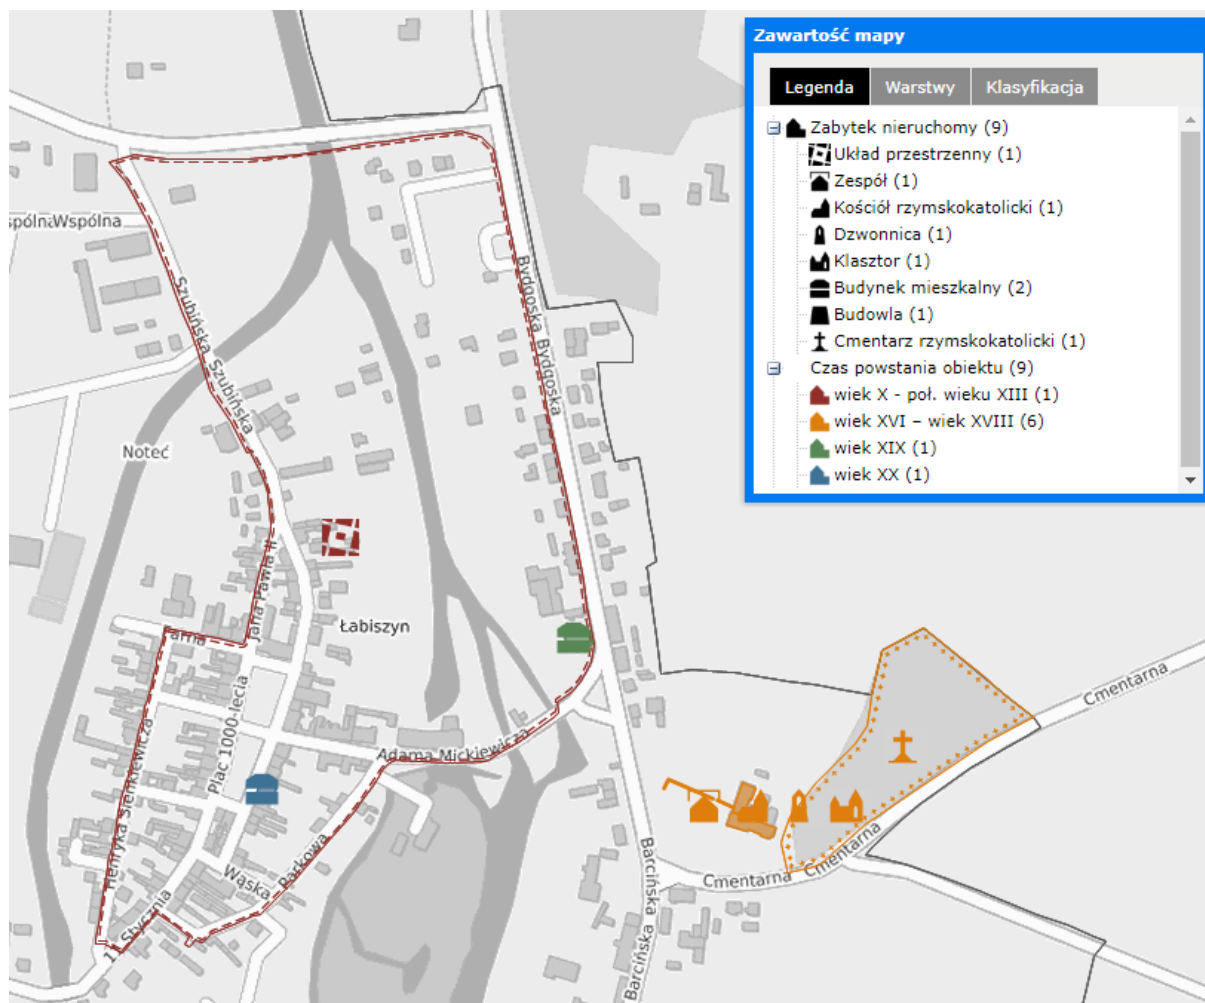 Zawartość mapy
Legenda Warstwy Klasyfikacja
Zabytek nieruchomy (9)
Układ przestrzenny (1)
Zespół (1)
Kościół rzymskokatolicki (1)
Dzwonnica (1)
Klasztor (1)
Budynek mieszkalny (2)
Budowla (1)
Cmentarz rzymskokatolicki (1)
Czas powstania obiektu (9)
wiek X - poł. wieku XIII (1)
wiek XVI – wiek XVIII (6)
wiek XIX (1)
wiek XX (1)
Wspólna
Szubińska
Szubińska
Bydgoska
Bydgoska
Noteć
Jana Pawła II
Łabiszyn
Cmentarna
Plac 1000-lecia
Adama Mickiewicza
Henryka Sienkiewicza
Wąska
Parkowa
Stycznia
Cmentarna
Cmentarna
Barcińska
Barcińska